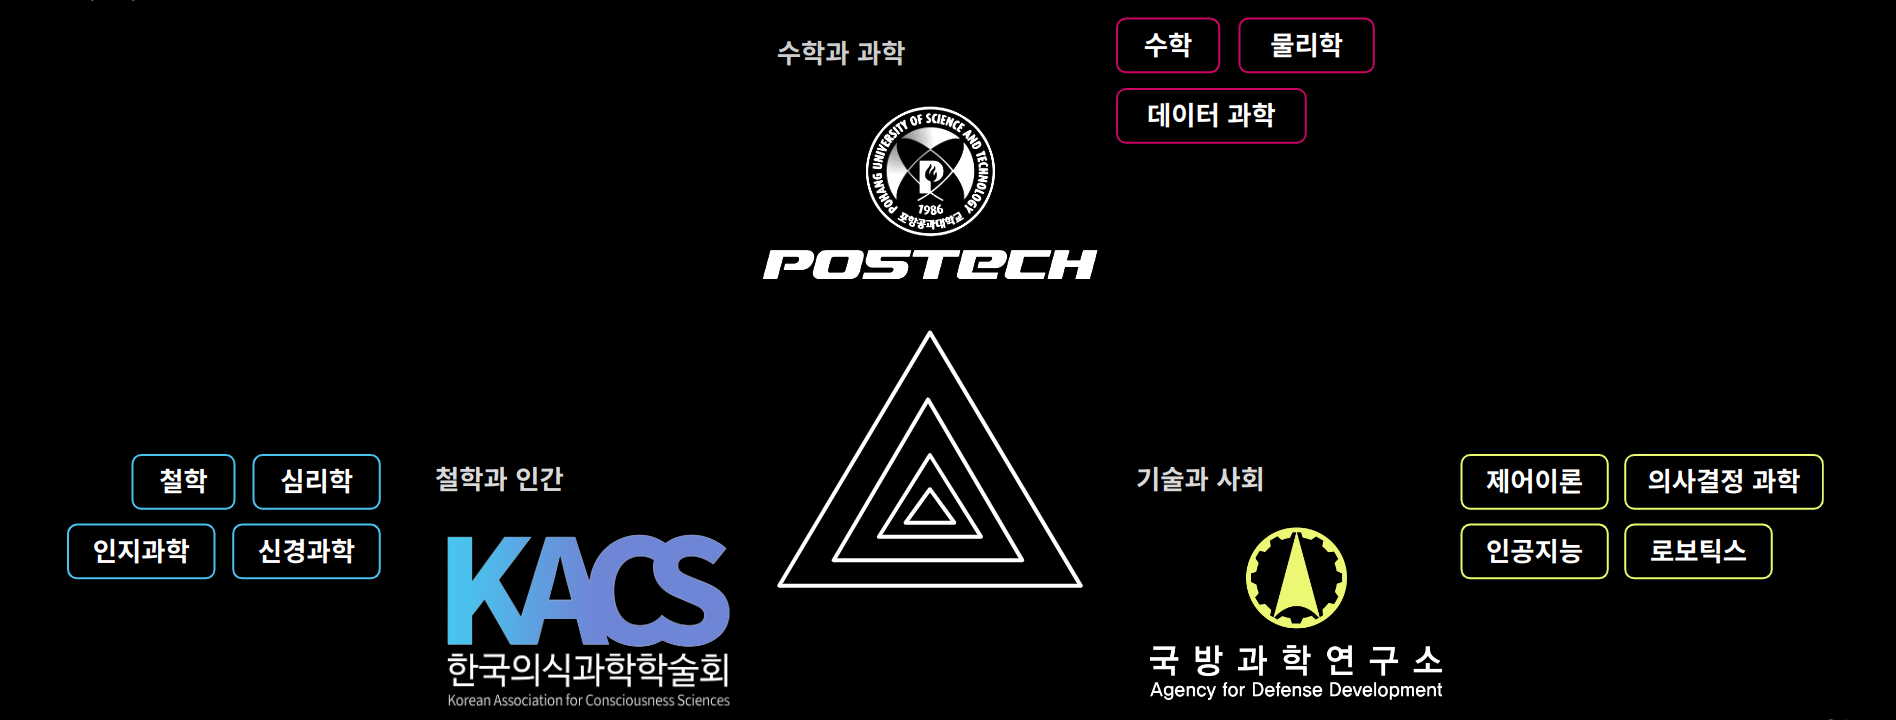 수학과 과학
수학
물리학
데이터 과학
POHANG UNIVERSITY OF SCIENCE AND TECHNOLOGY
P
1986
포항공과대학교
POSTECH
철학
심리학
인지과학
신경과학
철학과 인간
KACS
한국의식과학학술회
Korean Association for Consciousness Sciences
기술과 사회
국방과학연구소
Agency for Defense Development
제어이론
의사결정 과학
인공지능
로보틱스